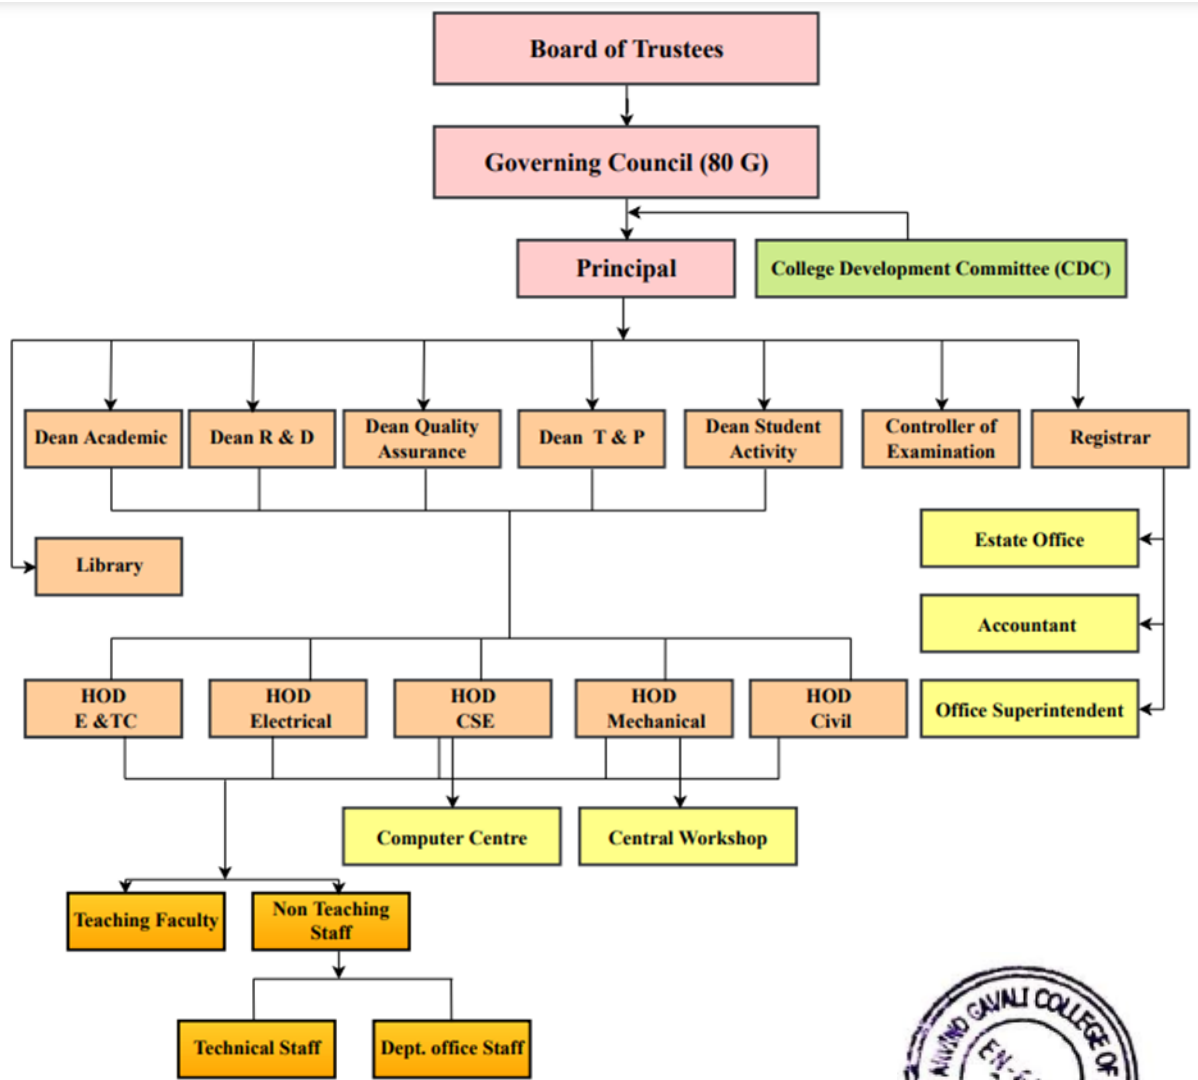 Board of Trustees
Governing Council (80 G)
Principal
College Development Committee (CDC)
Dean Academic
Dean R & D
Dean Quality
Assurance
Dean T & P
Dean Student
Activity
Controller of
Examination
Registrar
Estate Office
Library
Accountant
HOD
E &TC
HOD
Electrical
HOD
CSE
HOD
Mechanical
HOD
Civil
Office Superintendent
Computer Centre
Central Workshop
Teaching Faculty
Non Teaching
Staff
Technical Staff
Dept. office Staff
GAVALI COLLEGE OF
EN-6